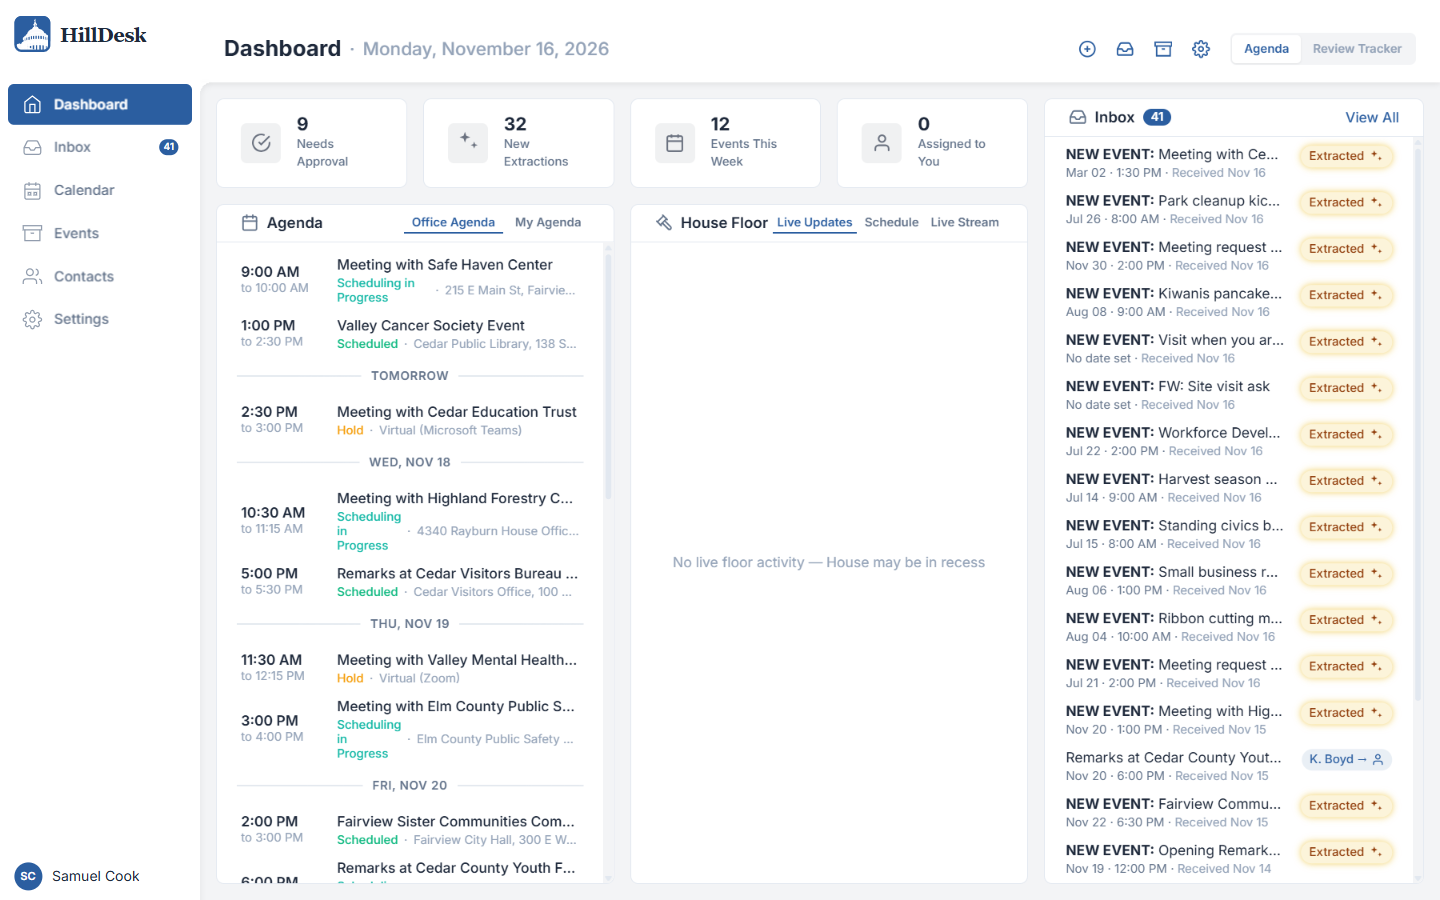 HillDesk
Dashboard · Monday, November 16, 2026
Agenda
Review Tracker
Dashboard
Inbox
41
Calendar
Events
Contacts
Settings
SC
Samuel Cook
9
Needs
Approval
32
New
Extractions
12
Events This
Week
0
Assigned to
You
Agenda
Office Agenda
My Agenda
9:00 AM
to 10:00 AM
Meeting with Safe Haven Center
Scheduling in
Progress
· 215 E Main St, Fairvie...
1:00 PM
to 2:30 PM
Valley Cancer Society Event
Scheduled · Cedar Public Library, 138 S...
TOMORROW
2:30 PM
to 3:00 PM
Meeting with Cedar Education Trust
Hold · Virtual (Microsoft Teams)
WED, NOV 18
10:30 AM
to 11:15 AM
Meeting with Highland Forestry C...
Scheduling
in
Progress
· 4340 Rayburn House Offic...
5:00 PM
to 5:30 PM
Remarks at Cedar Visitors Bureau ...
Scheduled · Cedar Visitors Office, 100 ...
THU, NOV 19
11:30 AM
to 12:15 PM
Meeting with Valley Mental Health...
Hold · Virtual (Zoom)
3:00 PM
to 4:00 PM
Meeting with Elm County Public S...
Scheduling
in
Progress
· Elm County Public Safety ...
FRI, NOV 20
2:00 PM
to 3:00 PM
Fairview Sister Communities Com...
Scheduled · Fairview City Hall, 300 E W...
6:00 PM
Remarks at Cedar County Youth F...
House Floor
Live Updates
Schedule
Live Stream
No live floor activity — House may be in recess
Inbox
41
View All
NEW EVENT: Meeting with Ce...
Mar 02 · 1:30 PM · Received Nov 16
Extracted
NEW EVENT: Park cleanup kic...
Jul 26 · 8:00 AM · Received Nov 16
Extracted
NEW EVENT: Meeting request ...
Nov 30 · 2:00 PM · Received Nov 16
Extracted
NEW EVENT: Kiwanis pancake...
Aug 08 · 9:00 AM · Received Nov 16
Extracted
NEW EVENT: Visit when you ar...
No date set · Received Nov 16
Extracted
NEW EVENT: FW: Site visit ask
No date set · Received Nov 16
Extracted
NEW EVENT: Workforce Devel...
Jul 22 · 2:00 PM · Received Nov 16
Extracted
NEW EVENT: Harvest season ...
Jul 14 · 9:00 AM · Received Nov 16
Extracted
NEW EVENT: Standing civics b...
Jul 15 · 8:00 AM · Received Nov 16
Extracted
NEW EVENT: Small business r...
Aug 06 · 1:00 PM · Received Nov 16
Extracted
NEW EVENT: Ribbon cutting m...
Aug 04 · 10:00 AM · Received Nov 16
Extracted
NEW EVENT: Meeting request ...
Jul 21 · 2:00 PM · Received Nov 16
Extracted
NEW EVENT: Meeting with Hig...
Nov 20 · 1:00 PM · Received Nov 15
Extracted
Remarks at Cedar County Yout...
Nov 20 · 6:00 PM · Received Nov 15
K. Boyd →
NEW EVENT: Fairview Commu...
Nov 22 · 6:30 PM · Received Nov 15
Extracted
NEW EVENT: Opening Remark...
Nov 19 · 12:00 PM · Received Nov 14
Extracted